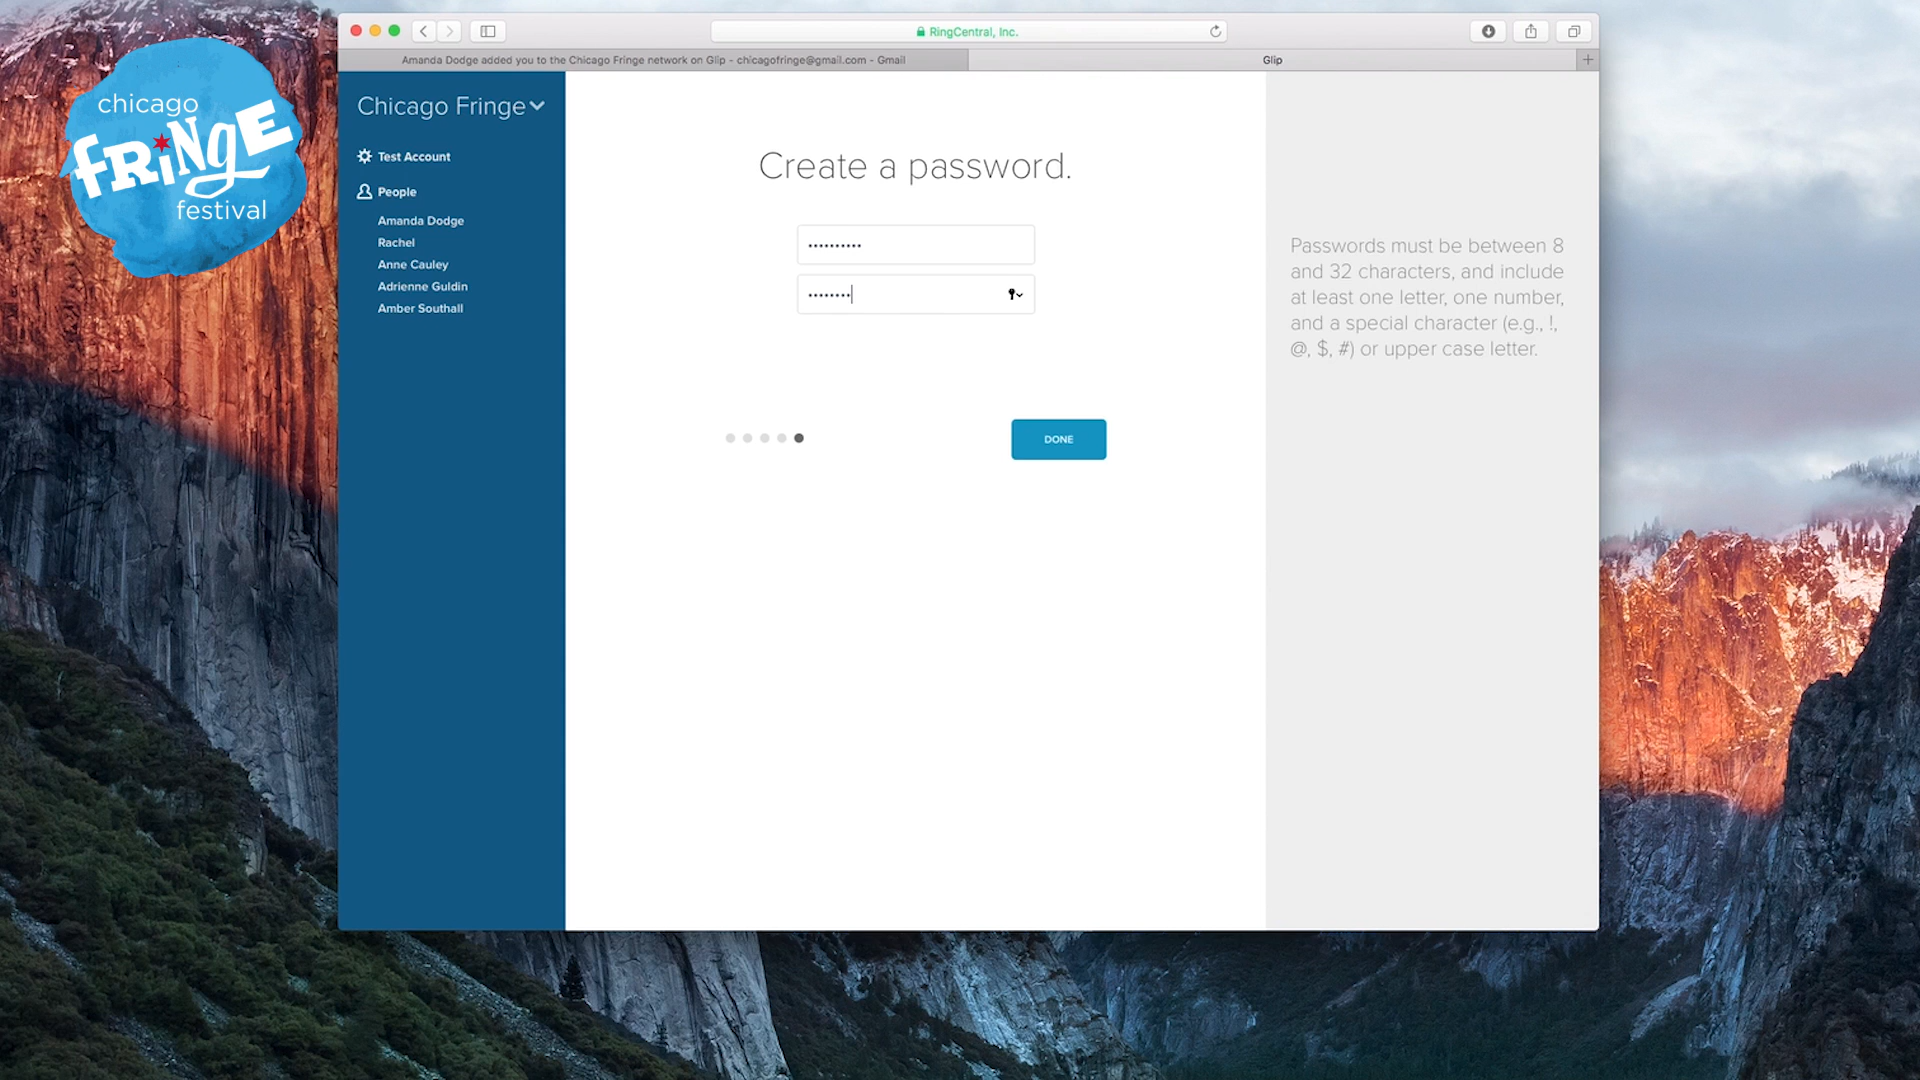 chicago
FRiNgE
festival
RingCentral, Inc.
Amanda Dodge added you to the Chicago Fringe network on Glip - chicagofringe@gmail.com - Gmail
Glip
Chicago Fringe
Test Account
People
Amanda Dodge
Rachel
Anne Cauley
Adrienne Guldin
Amber Southall
Create a password.
••••••••••
••••••••
DONE
Passwords must be between 8
and 32 characters, and include
at least one letter, one number,
and a special character (e.g., !,
@, $, #) or upper case letter.